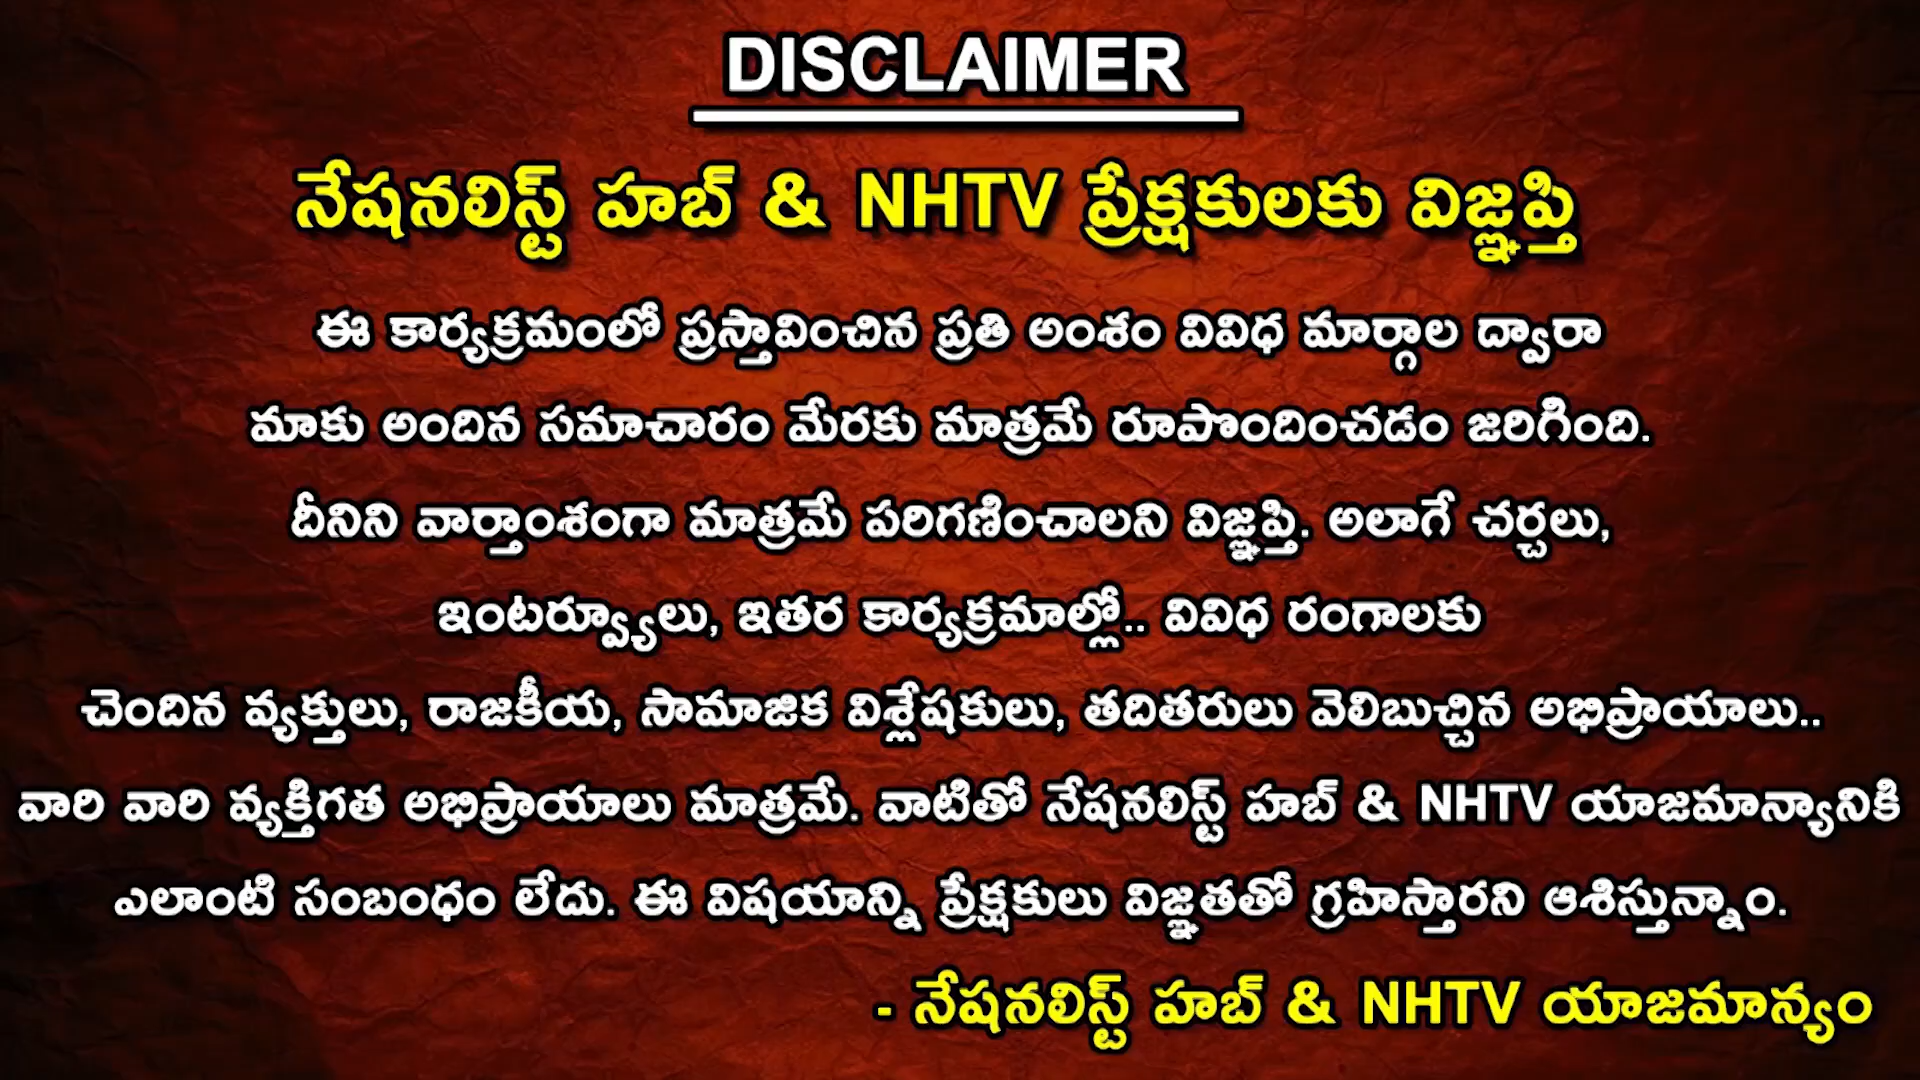 DISCLAIMER
నేషనలిస్ట్ హబ్ & NHTV ప్రేక్షకులకు విజ్ఞప్తి
ఈ కార్యక్రమంలో ప్రస్తావించిన ప్రతి అంశం వివిధ మార్గాల ద్వారా
మాకు అందిన సమాచారం మేరకు మాత్రమే రూపొందించడం జరిగింది.
దీనిని వార్తాంశంగా మాత్రమే పరిగణించాలని విజ్ఞప్తి. అలాగే చర్చలు,
ఇంటర్వ్యూలు, ఇతర కార్యక్రమాల్లో.. వివిధ రంగాలకు
చెందిన వ్యక్తులు, రాజకీయ, సామాజిక విశ్లేషకులు, తదితరులు వెలిబుచ్చిన అభిప్రాయాలు..
వారి వారి వ్యక్తిగత అభిప్రాయాలు మాత్రమే. వాటితో నేషనలిస్ట్ హబ్ & NHTV యాజమాన్యానికి
ఎలాంటి సంబంధం లేదు. ఈ విషయాన్ని ప్రేక్షకులు విజ్ఞతతో గ్రహిస్తారని ఆశిస్తున్నాం.
- నేషనలిస్ట్ హబ్ & NHTV యాజమాన్యం